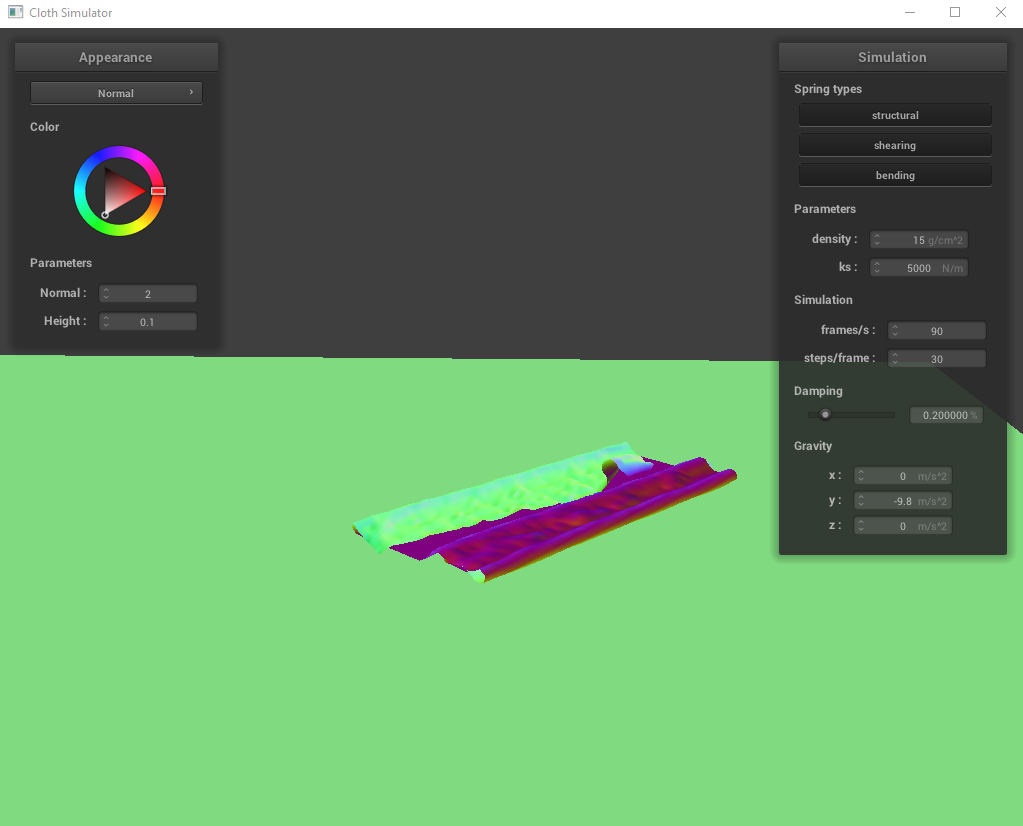 Cloth Simulator
Appearance
Normal
Color
Parameters
Normal :
2
Height :
0.1
Simulation
Spring types
structural
shearing
bending
Parameters
density :
15 g/cm^2
ks :
5000 N/m
Simulation
frames/s :
90
steps/frame :
30
Damping
0.200000 %
Gravity
x :
0 m/s^2
y :
-9.8 m/s^2
z :
0 m/s^2